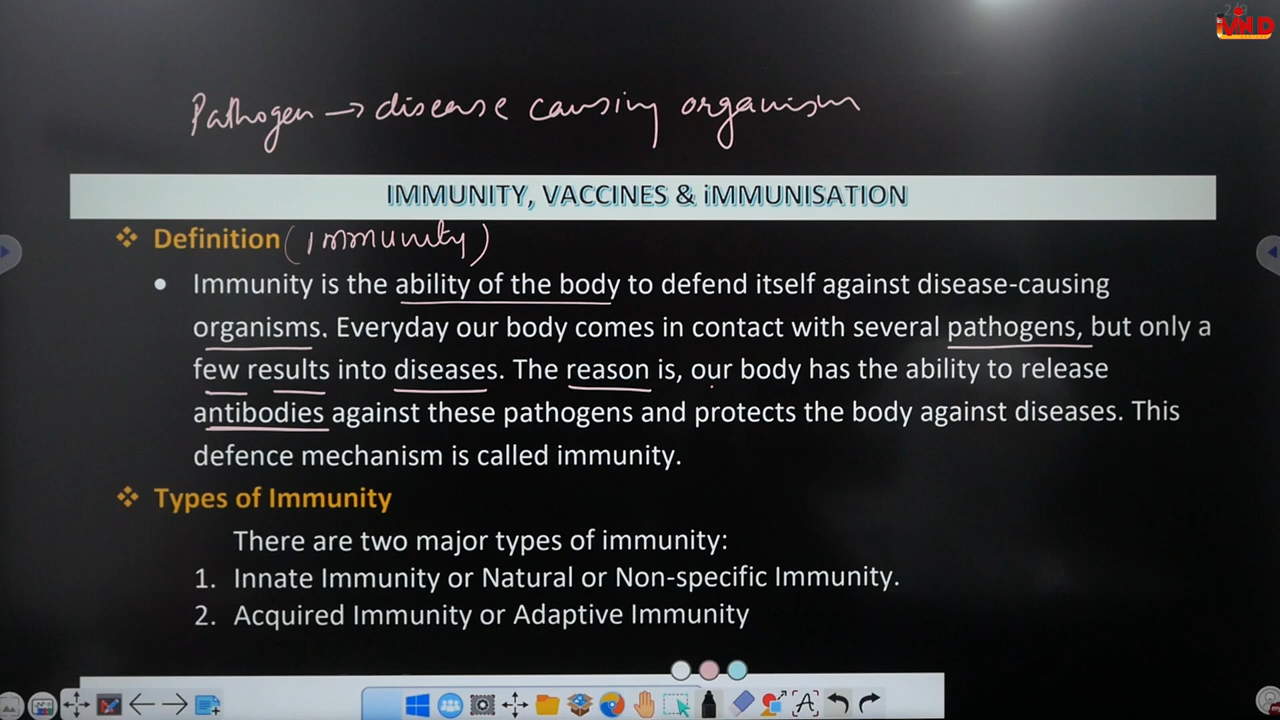 2/9
iMND
Pathogen → disease causing organism
IMMUNITY, VACCINES & iMMUNISATION
❖ Definition (immunity)
• Immunity is the ability of the body to defend itself against disease-causing
organisms. Everyday our body comes in contact with several pathogens, but only a
few results into diseases. The reason is, our body has the ability to release
antibodies against these pathogens and protects the body against diseases. This
defence mechanism is called immunity.
❖ Types of Immunity
There are two major types of immunity:
1. Innate Immunity or Natural or Non-specific Immunity.
2. Acquired Immunity or Adaptive Immunity